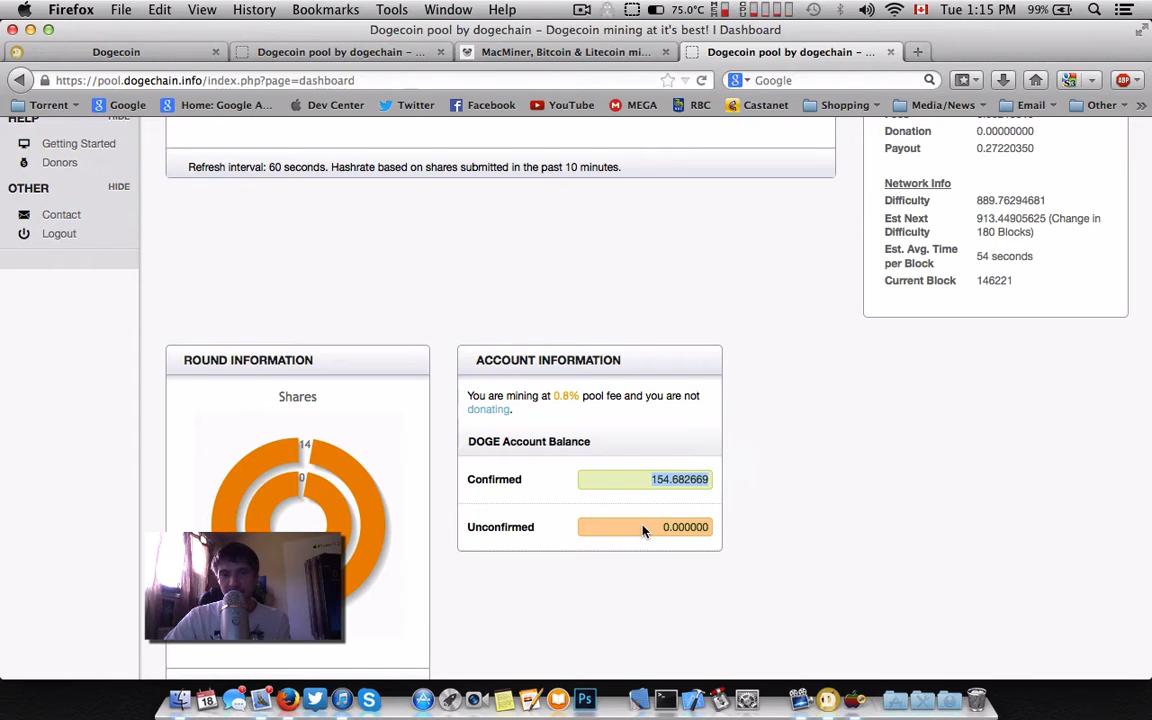 Firefox File Edit View History Bookmarks Tools Window Help 75.0°C Tue 1:15 PM 99%
Dogecoin pool by dogechain - Dogecoin mining at it's best! I Dashboard
Dogecoin Dogecoin pool by dogechain - ... MacMiner, Bitcoin & Litecoin mi... Dogecoin pool by dogechain - ...
https://pool.dogechain.info/index.php?page=dashboard Google
Torrent Google Home: Google A... Dev Center Twitter Facebook YouTube MEGA RBC Castanet Shopping Media/News Email Other
HELP HIDE
Getting Started
Donors
OTHER HIDE
Contact
Logout
Refresh interval: 60 seconds. Hashrate based on shares submitted in the past 10 minutes.
Donation 0.00000000
Payout 0.27220350
Network Info
Difficulty 889.76294681
Est Next Difficulty 913.44905625 (Change in
180 Blocks)
Est. Avg. Time
per Block 54 seconds
Current Block 146221
ROUND INFORMATION
Shares
14
0
ACCOUNT INFORMATION
You are mining at 0.8% pool fee and you are not
donating.
DOGE Account Balance
Confirmed 154.682669
Unconfirmed 0.000000
18
Ps